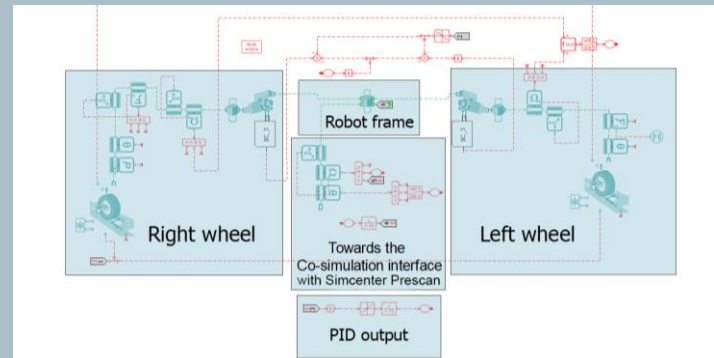 Robot frame
Right wheel
Left wheel
Towards the
Co-simulation interface
with Simcenter Prescan
PID output